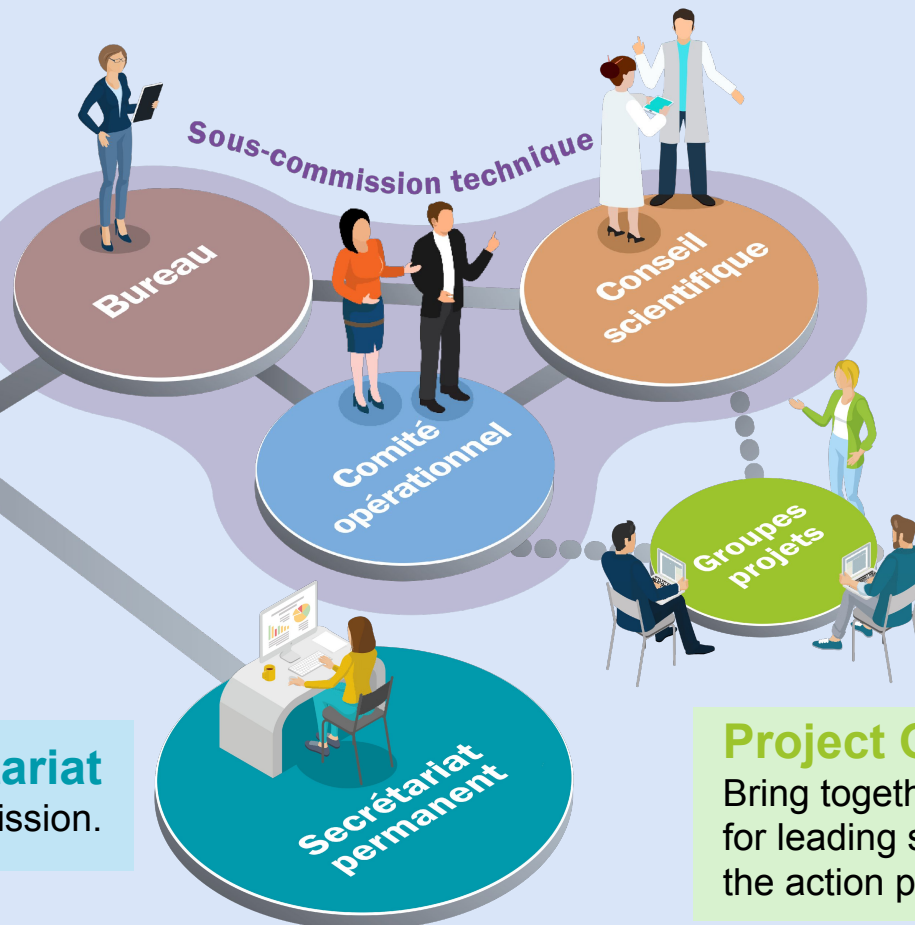 Sous-commission technique
Bureau
Conseil
scientifique
Comité
opérationnel
Groupes
projets
Secrétariat
permanent
ariat
ission.
Project
Bring togeth
for leading s
the action p